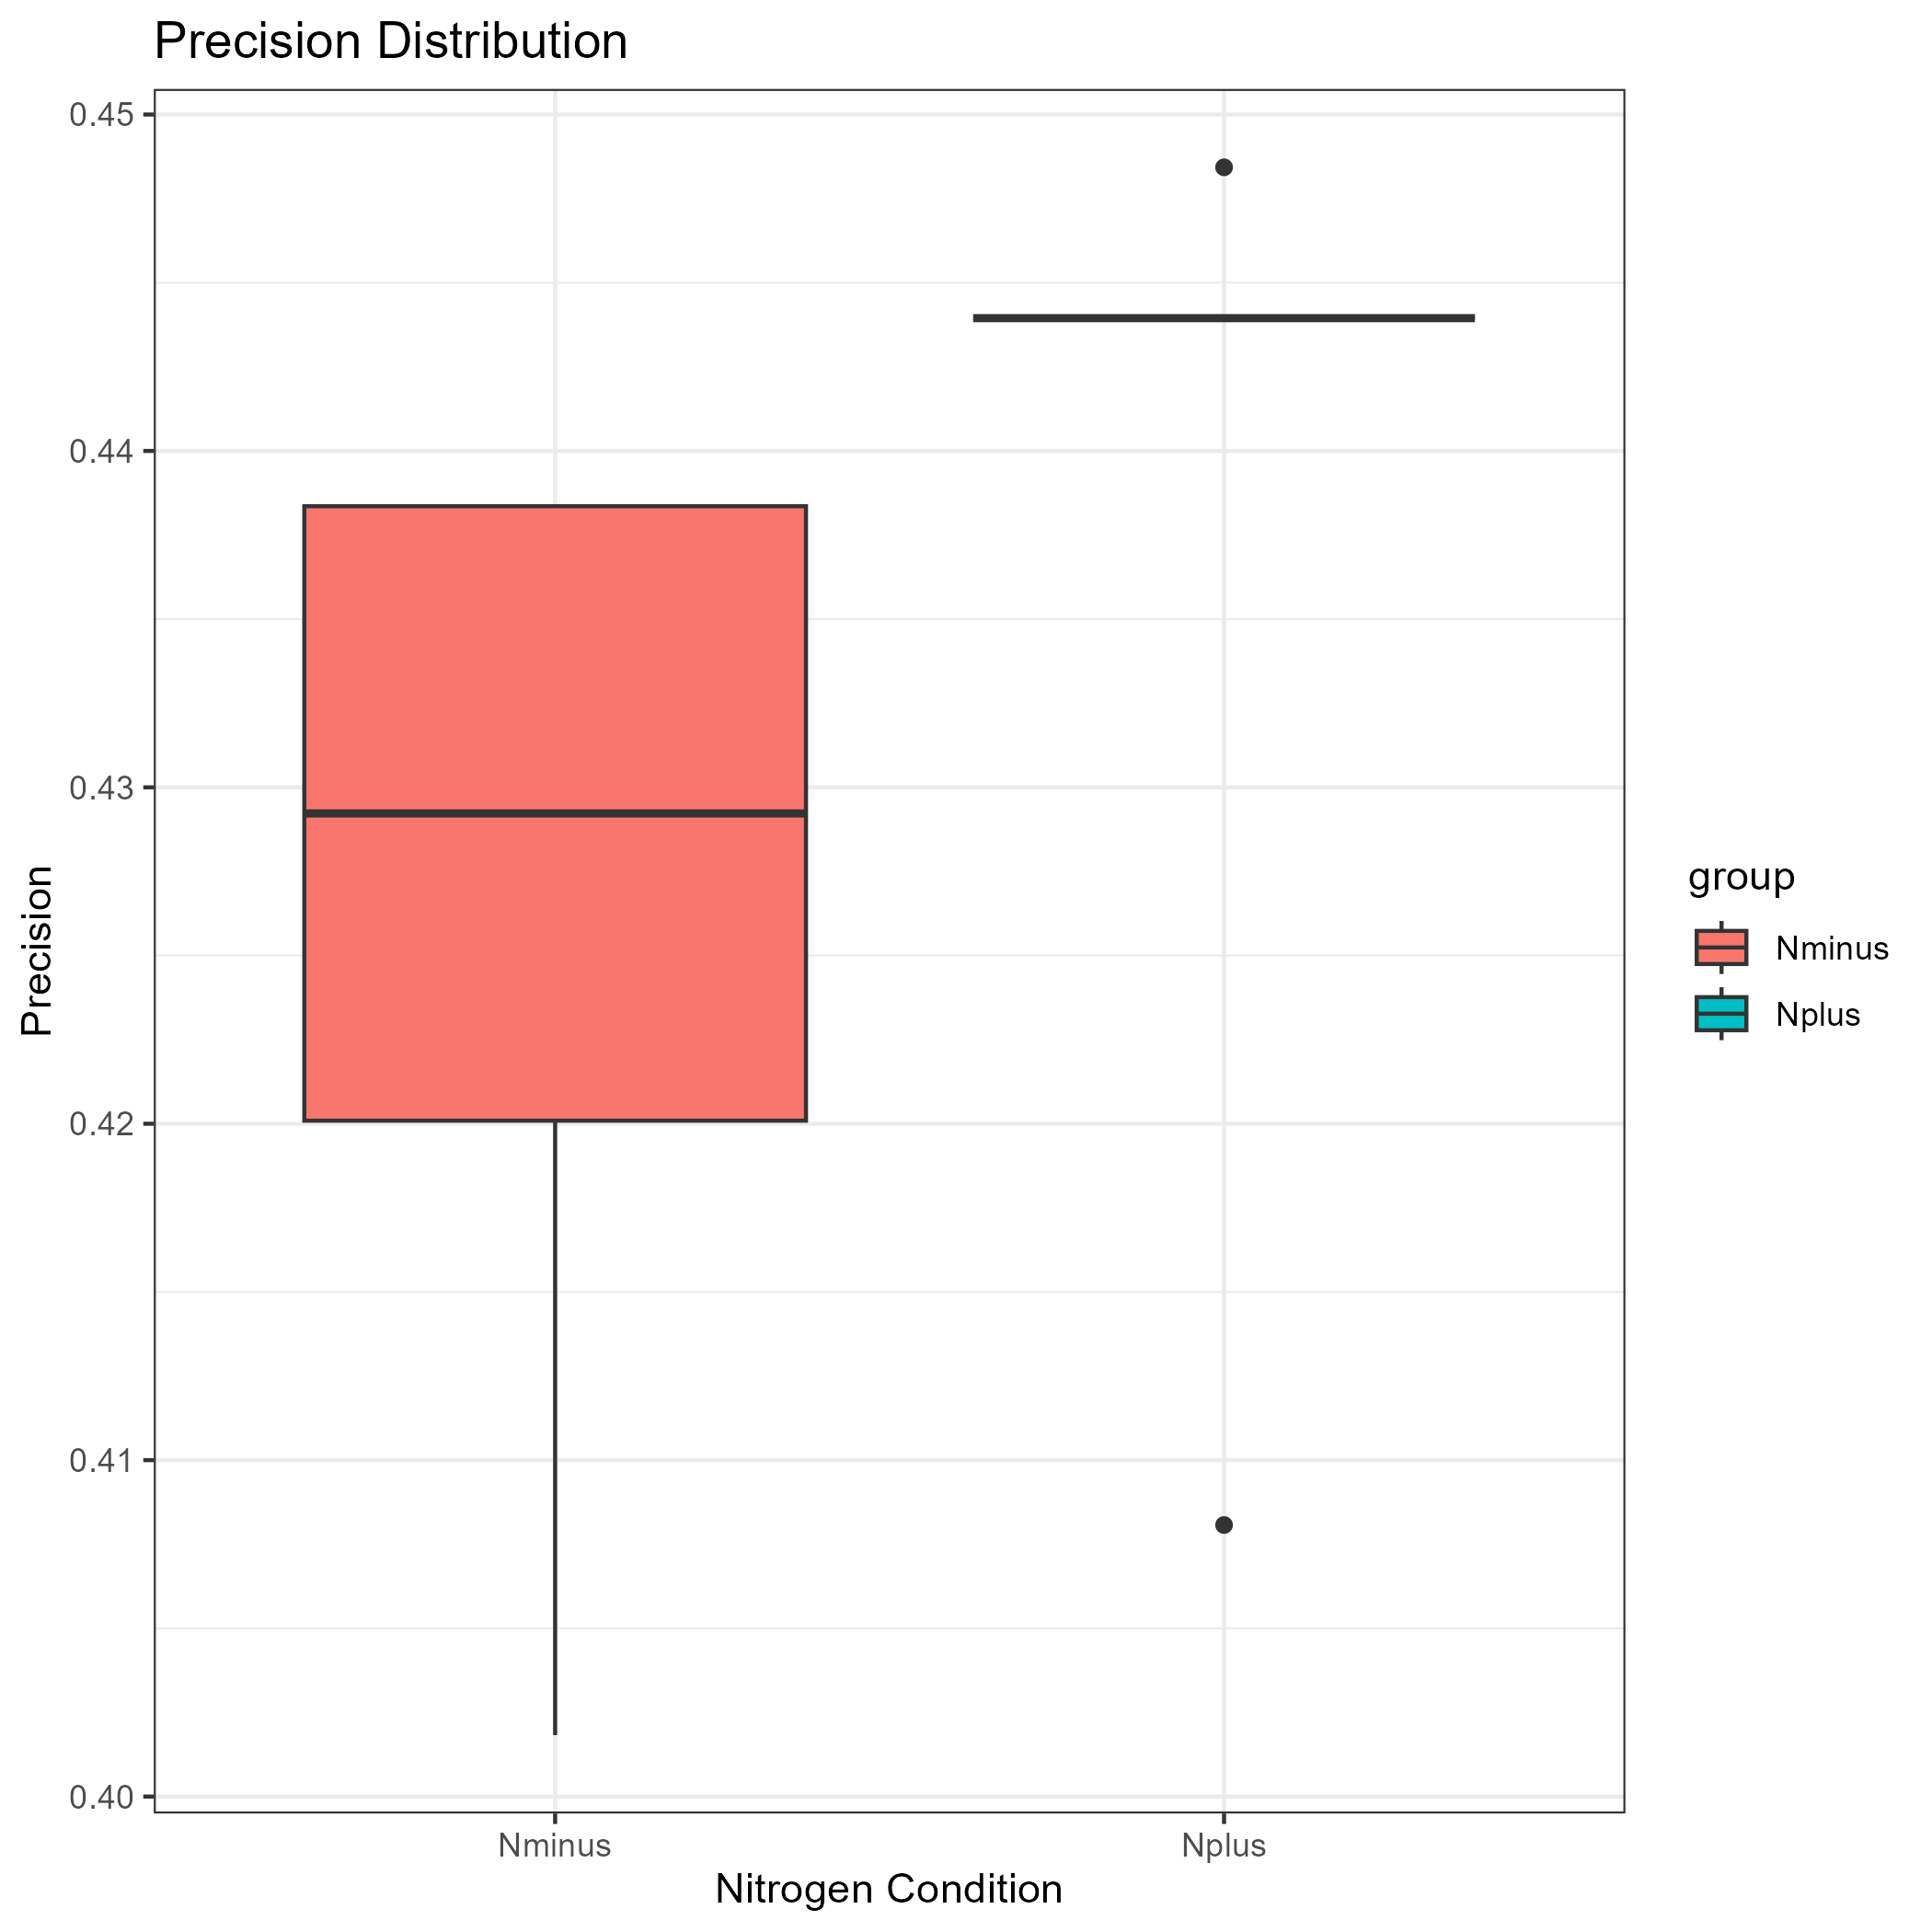 Precision Distribution
0.45
0.44
0.43
0.42
0.41
0.40
Precision
Nminus
Nplus
Nitrogen Condition
group
Nminus
Nplus